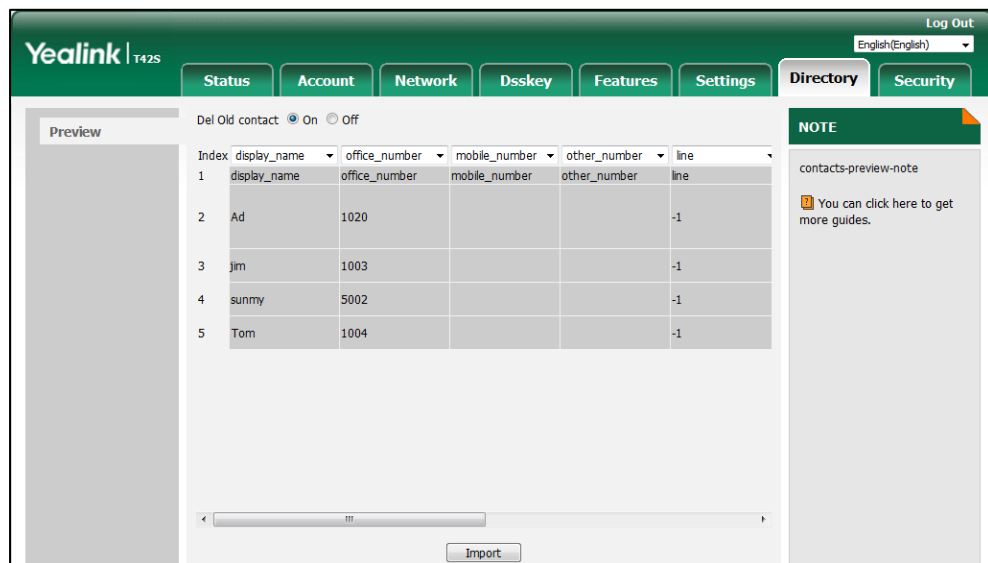 Log Out
Yealink | T42S
English(English)
Status Account Network Dsskey Features Settings Directory Security
Preview
Del Old contact On Off
Index display_name office_number mobile_number other_number line
1 display_name office_number mobile_number other_number line
2 Ad 1020 -1
3 jim 1003 -1
4 sunmy 5002 -1
5 Tom 1004 -1
Import
NOTE
contacts-preview-note
You can click here to get
more guides.